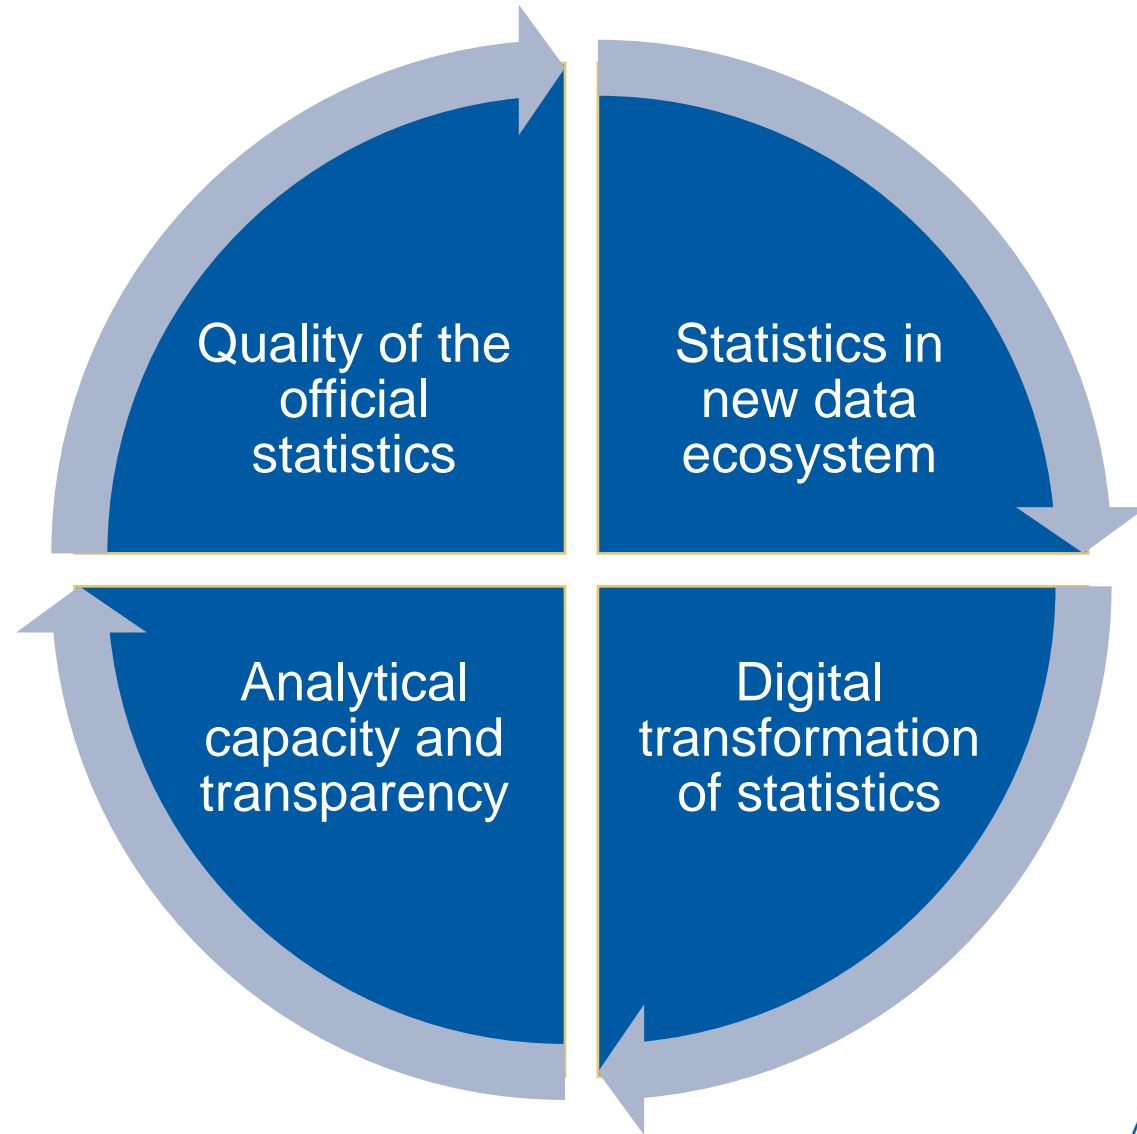 Quality of the
official
statistics
Statistics in
new data
ecosystem
Analytical
capacity and
transparency
Digital
transformation
of statistics